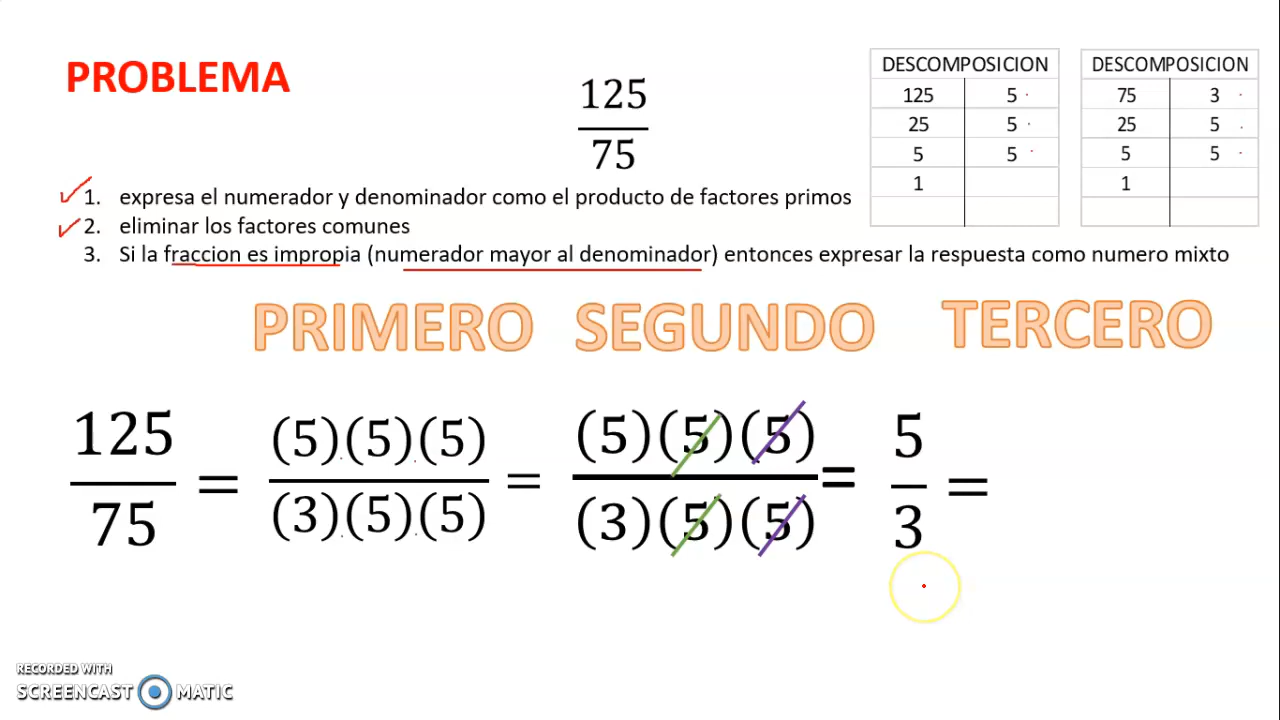 PROBLEMA
125
75
DESCOMPOSICION
125 5
25 5
5 5
1
DESCOMPOSICION
75 3
25 5
5 5
1
1. expresa el numerador y denominador como el producto de factores primos
2. eliminar los factores comunes
3. Si la fraccion es impropia (numerador mayor al denominador) entonces expresar la respuesta como numero mixto
PRIMERO SEGUNDO TERCERO
125 (5)(5)(5) (5)(5)(5) 5
= = = =
75 (3)(5)(5) (3)(5)(5) 3
RECORDED WITH
SCREENCAST MATIC